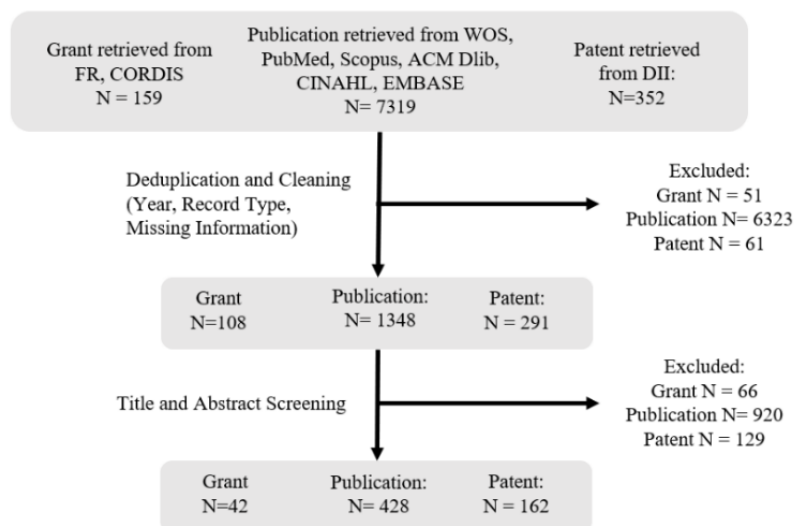 Grant retrieved from
FR, CORDIS
N = 159
Publication retrieved from WOS,
PubMed, Scopus, ACM Dlib,
CINAHL, EMBASE
N= 7319
Patent retrieved
from DII:
N=352
Deduplication and Cleaning
(Year, Record Type,
Missing Information)
Excluded:
Grant N = 51
Publication N= 6323
Patent N = 61
Grant
N=108
Publication:
N= 1348
Patent:
N = 291
Title and Abstract Screening
Excluded:
Grant N = 66
Publication N= 920
Patent N = 129
Grant
N=42
Publication:
N= 428
Patent:
N = 162